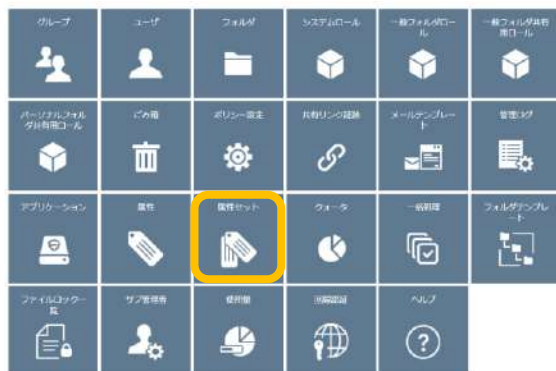 グループ
ユーザ
フォルダ
システムロール
一般フォルダロー
ル
一般フォルダ共有
用ロール
パーソナルフォル
ダ共有用ロール
ごみ箱
ポリシー設定
共有リンク記録
メールテンプレー
ト
管理ログ
アプリケーション
属性
属性セット
クォータ
一括処理
フォルダテンプレ
ート
ファイルロック一
覧
サブ管理者
使用量
ヘルプ